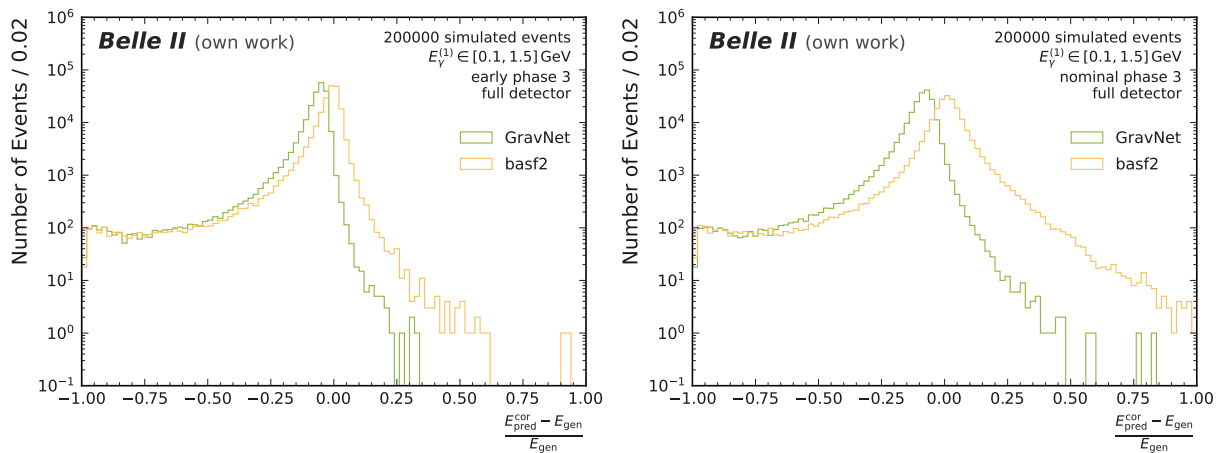 Belle II (own work)
200000 simulated events
E_γ^(1) ∈ [0.1, 1.5] GeV
early phase 3
full detector
GravNet
basf2
Number of Events / 0.02
10^6
10^5
10^4
10^3
10^2
10^1
10^0
10^−1
−1.00 −0.75 −0.50 −0.25 0.00 0.25 0.50 0.75 1.00
E_pred^cor − E_gen
E_gen
Belle II (own work)
200000 simulated events
E_γ^(1) ∈ [0.1, 1.5] GeV
nominal phase 3
full detector
GravNet
basf2
Number of Events / 0.02
10^6
10^5
10^4
10^3
10^2
10^1
10^0
10^−1
−1.00 −0.75 −0.50 −0.25 0.00 0.25 0.50 0.75 1.00
E_pred^cor − E_gen
E_gen